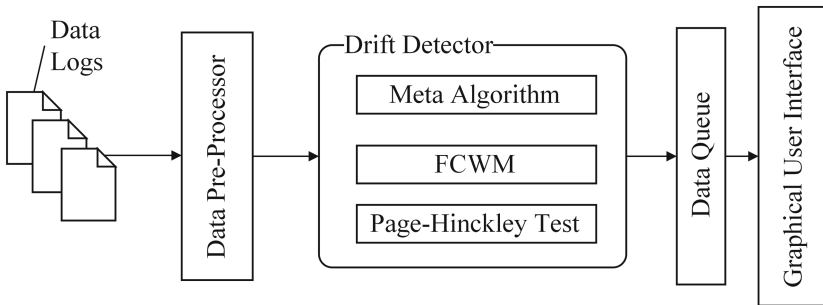 Data
Logs
Data Pre-Processor
Drift Detector
Meta Algorithm
FCWM
Page-Hinckley Test
Data Queue
Graphical User Interface